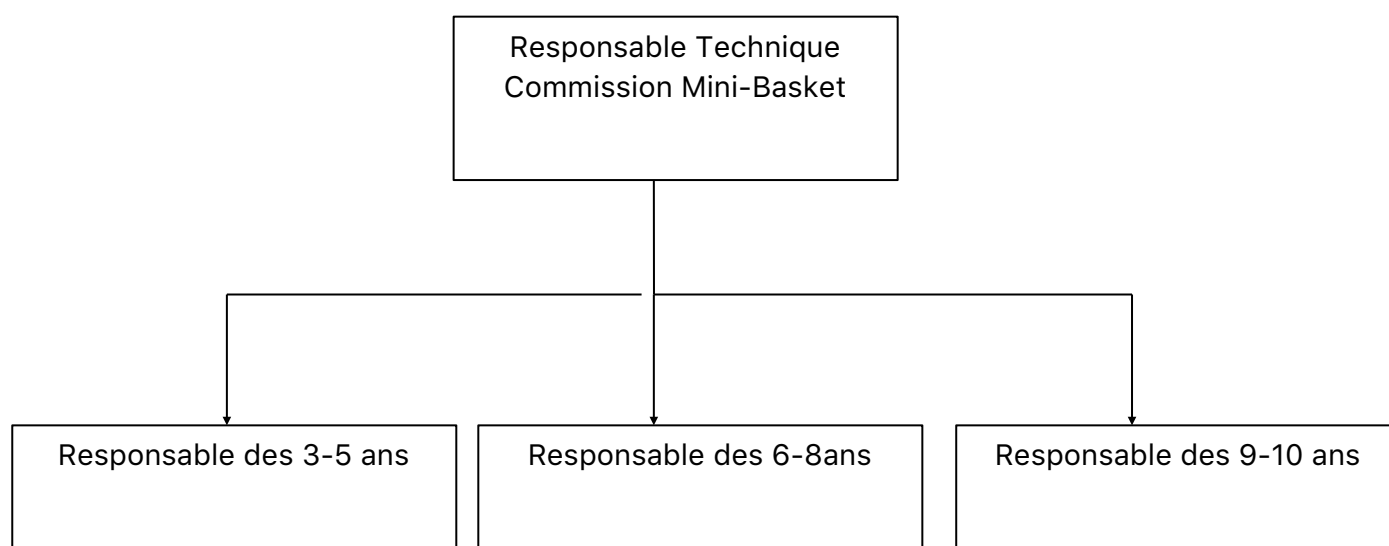 Responsable Technique
Commission Mini-Basket
Responsable des 3-5 ans
Responsable des 6-8ans
Responsable des 9-10 ans